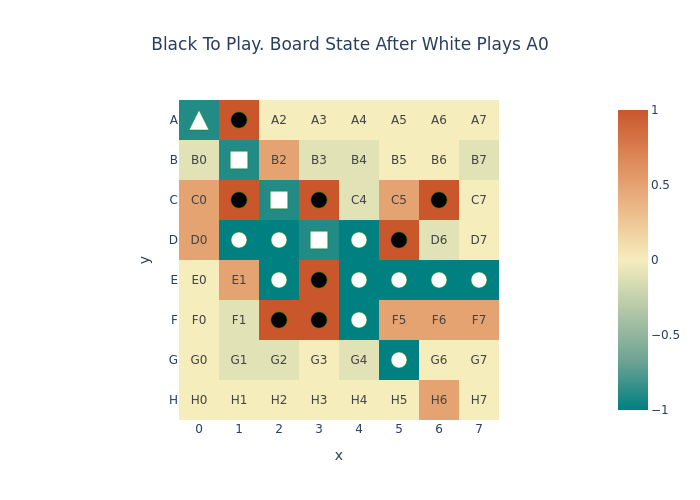 Black To Play. Board State After White Plays A0
A A2 A3 A4 A5 A6 A7
B B0 B2 B3 B4 B5 B6 B7
C C0 C4 C5 C7
D D0 D6 D7
E E0 E1
F F0 F1 F5 F6 F7
G G0 G1 G2 G3 G4 G6 G7
H H0 H1 H2 H3 H4 H5 H6 H7
0 1 2 3 4 5 6 7
x
y
1
0.5
0
−0.5
−1